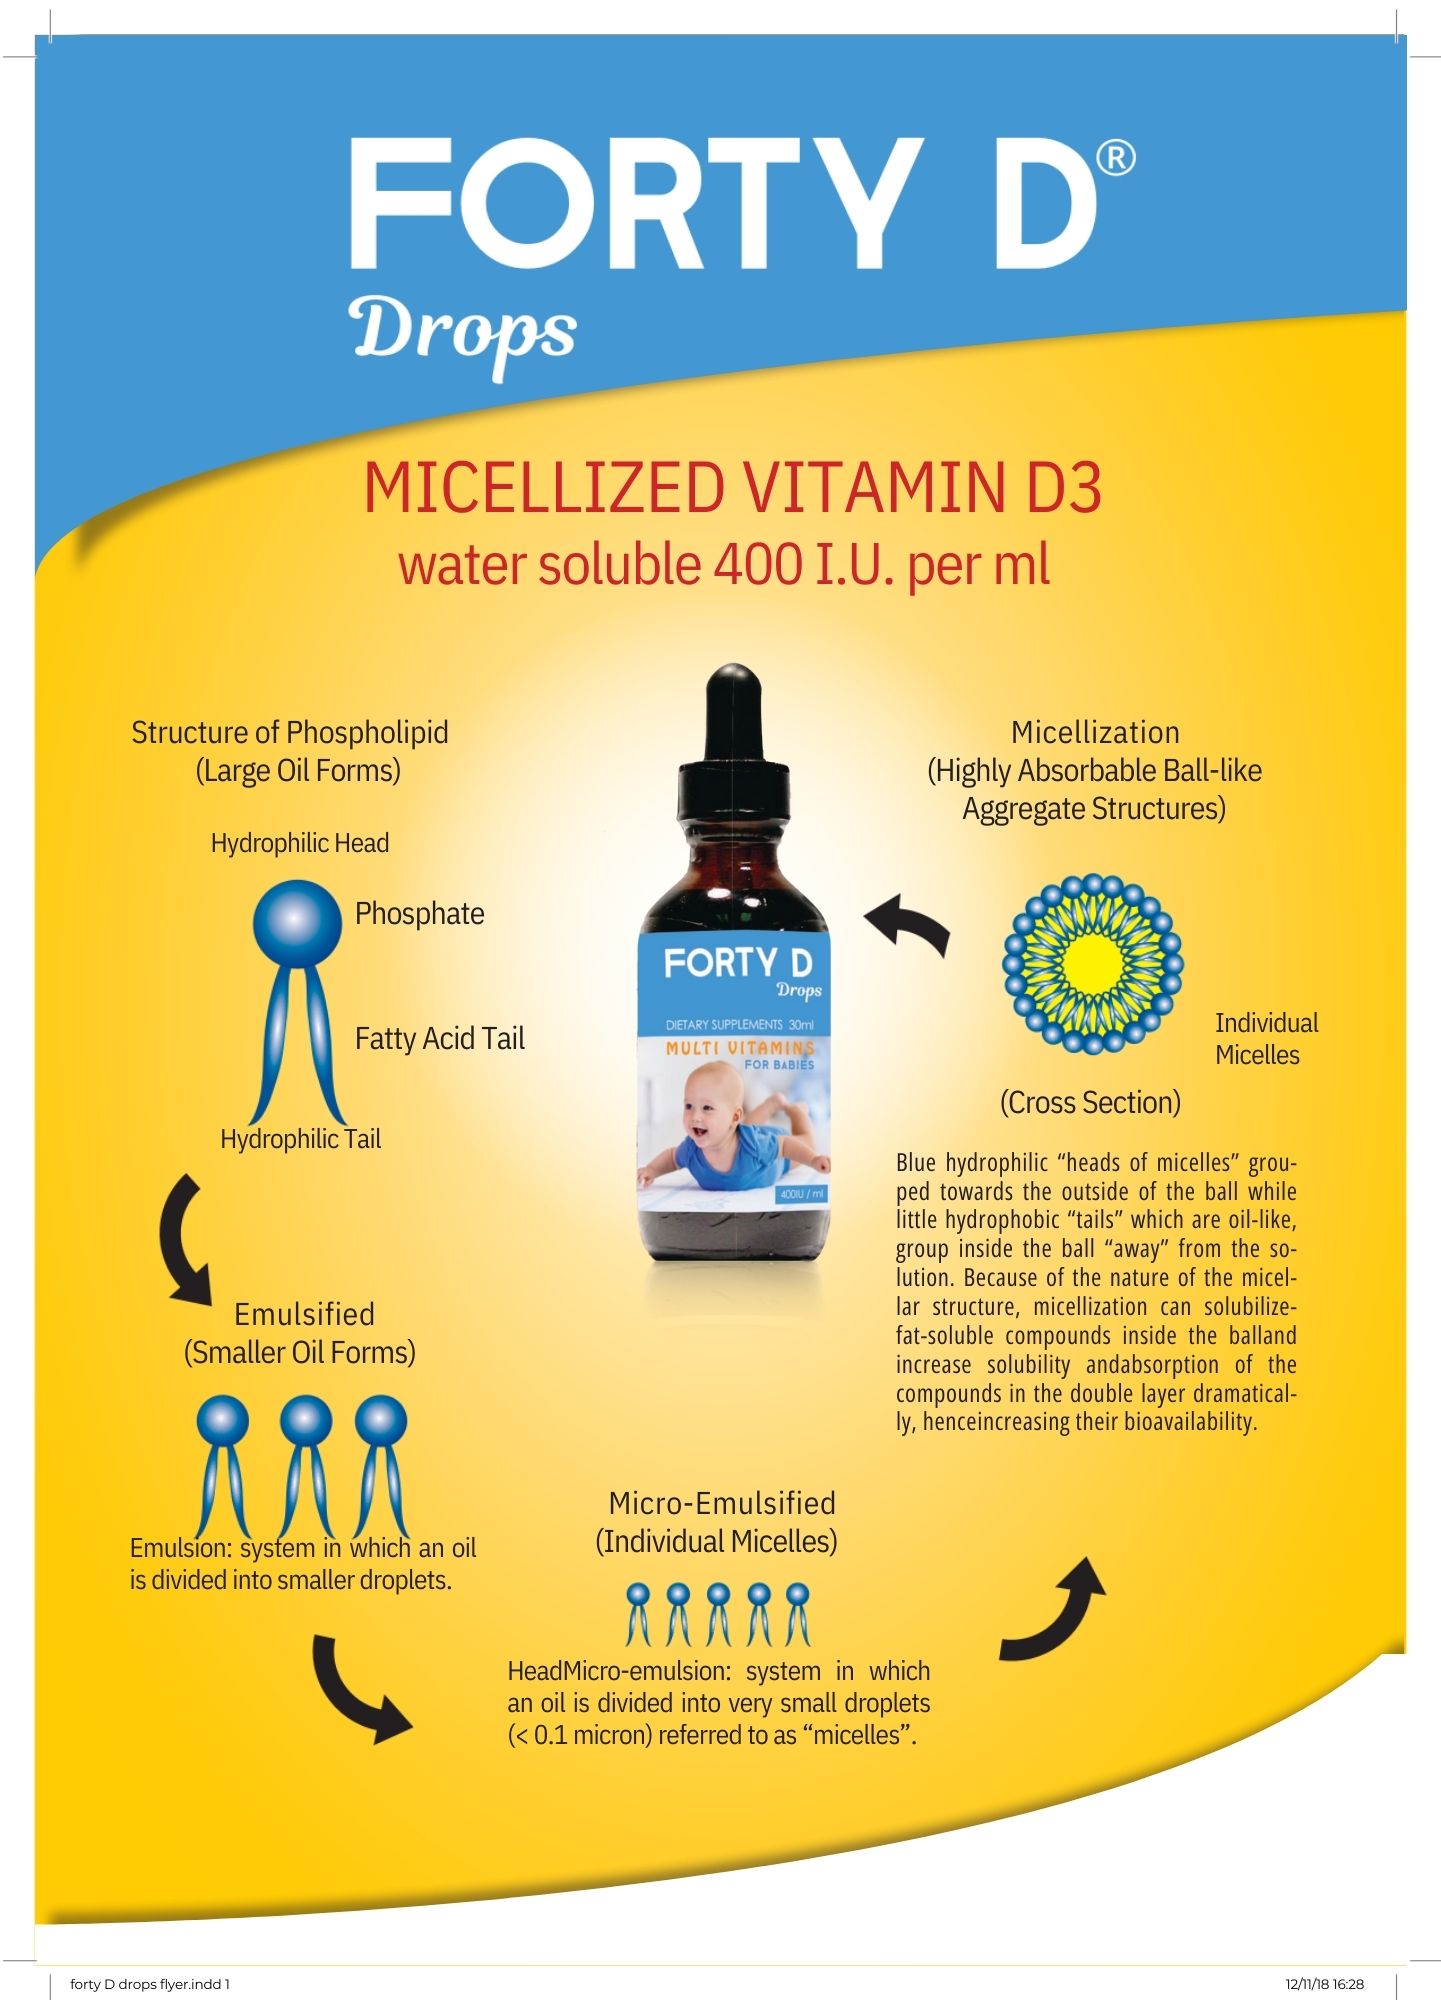 FORTY D®
Drops
MICELLIZED VITAMIN D3
water soluble 400 I.U. per ml
Structure of Phospholipid
(Large Oil Forms)
Hydrophilic Head
Phosphate
Fatty Acid Tail
Hydrophilic Tail
Emulsified
(Smaller Oil Forms)
Emulsion: system in which an oil
is divided into smaller droplets.
FORTY D
Drops
DIETARY SUPPLEMENTS 30ml
MULTI VITAMINS
FOR BABIES
400IU / ml
Micro-Emulsified
(Individual Micelles)
HeadMicro-emulsion: system in which
an oil is divided into very small droplets
(< 0.1 micron) referred to as “micelles”.
Micellization
(Highly Absorbable Ball-like
Aggregate Structures)
Individual
Micelles
(Cross Section)
Blue hydrophilic “heads of micelles” grou-
ped towards the outside of the ball while
little hydrophobic “tails” which are oil-like,
group inside the ball “away” from the so-
lution. Because of the nature of the micel-
lar structure, micellization can solubilize-
fat-soluble compounds inside the balland
increase solubility andabsorption of the
compounds in the double layer dramatical-
ly, henceincreasing their bioavailability.
forty D drops flyer.indd 1
12/11/18 16:28